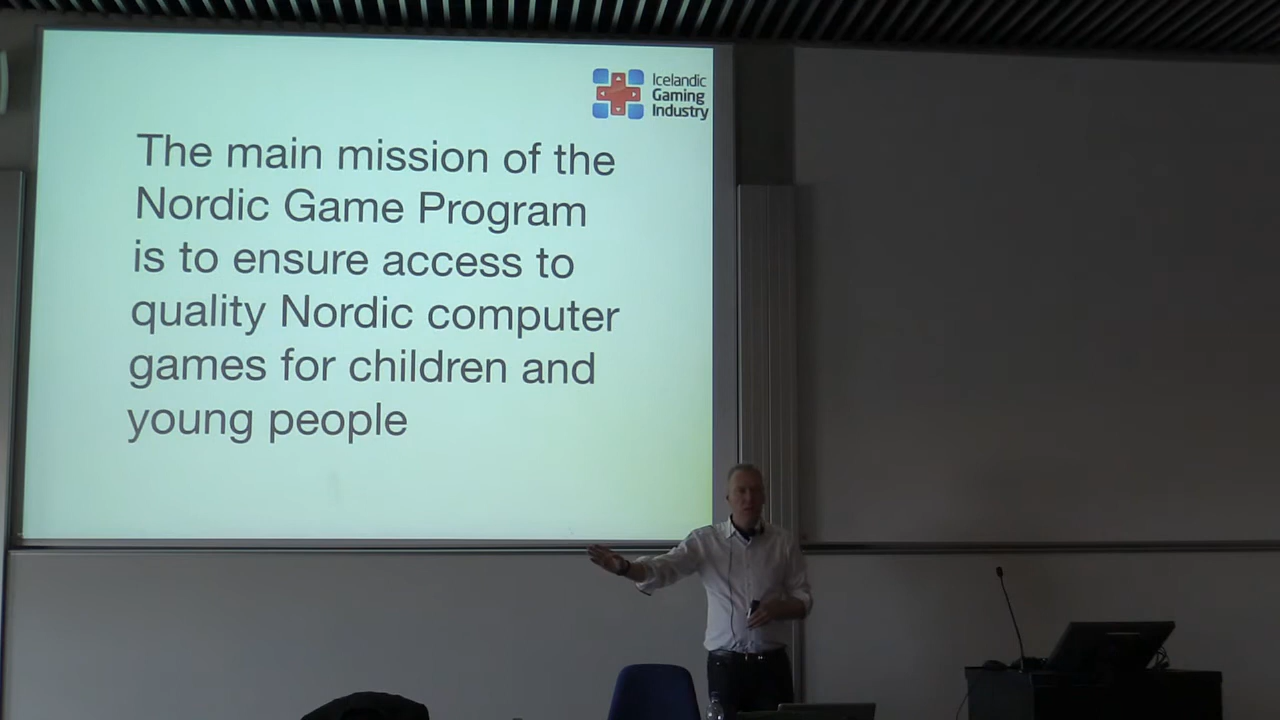 Icelandic
Gaming
Industry
The main mission of the
Nordic Game Program
is to ensure access to
quality Nordic computer
games for children and
young people